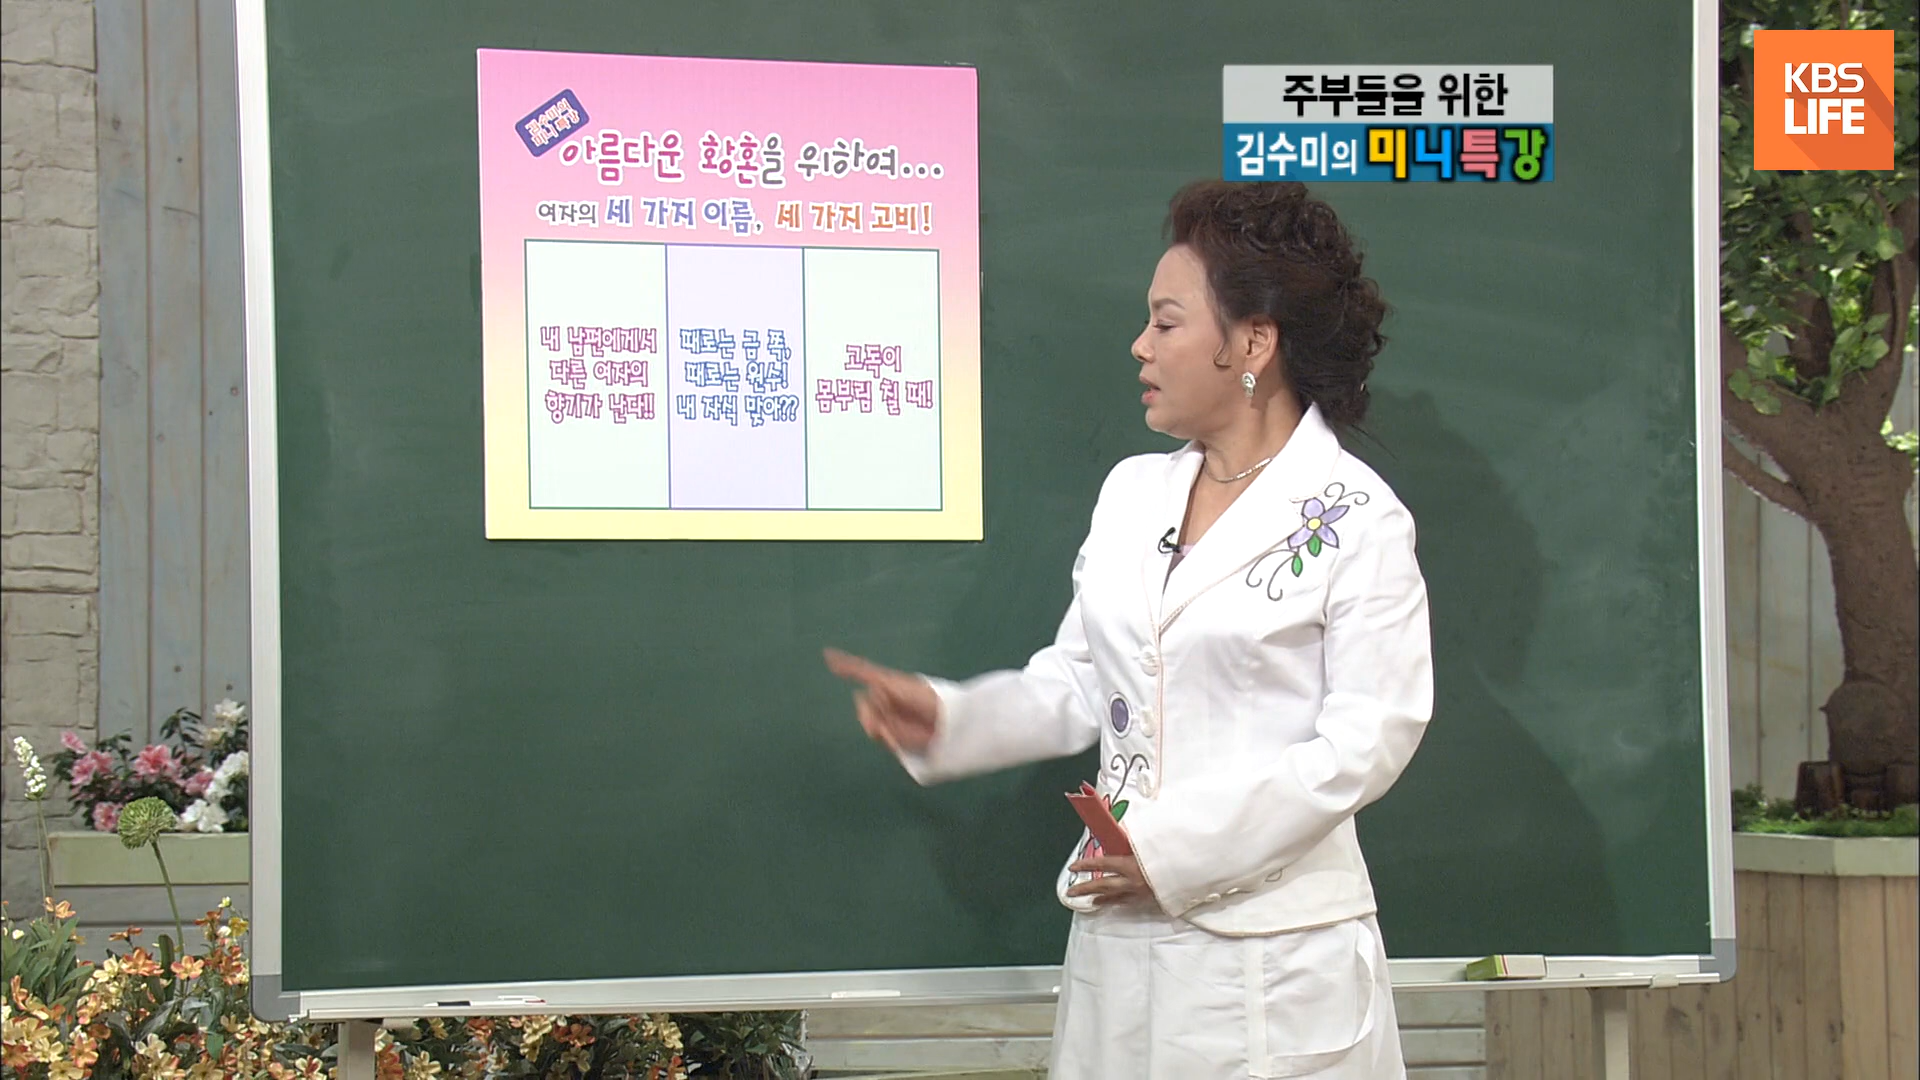 김수미의
미니 특강
아름다운 황혼을 위하여...
여자의 세 가지 이름, 세 가지 고비!
내 남편에게서
다른 여자의
향기가 난다!!
때로는 금 쪽,
때로는 원수!
내 자식 맞아??
고독이
몸부림 칠 때!
주부들을 위한
김수미의 미니특강
KBS
LIFE